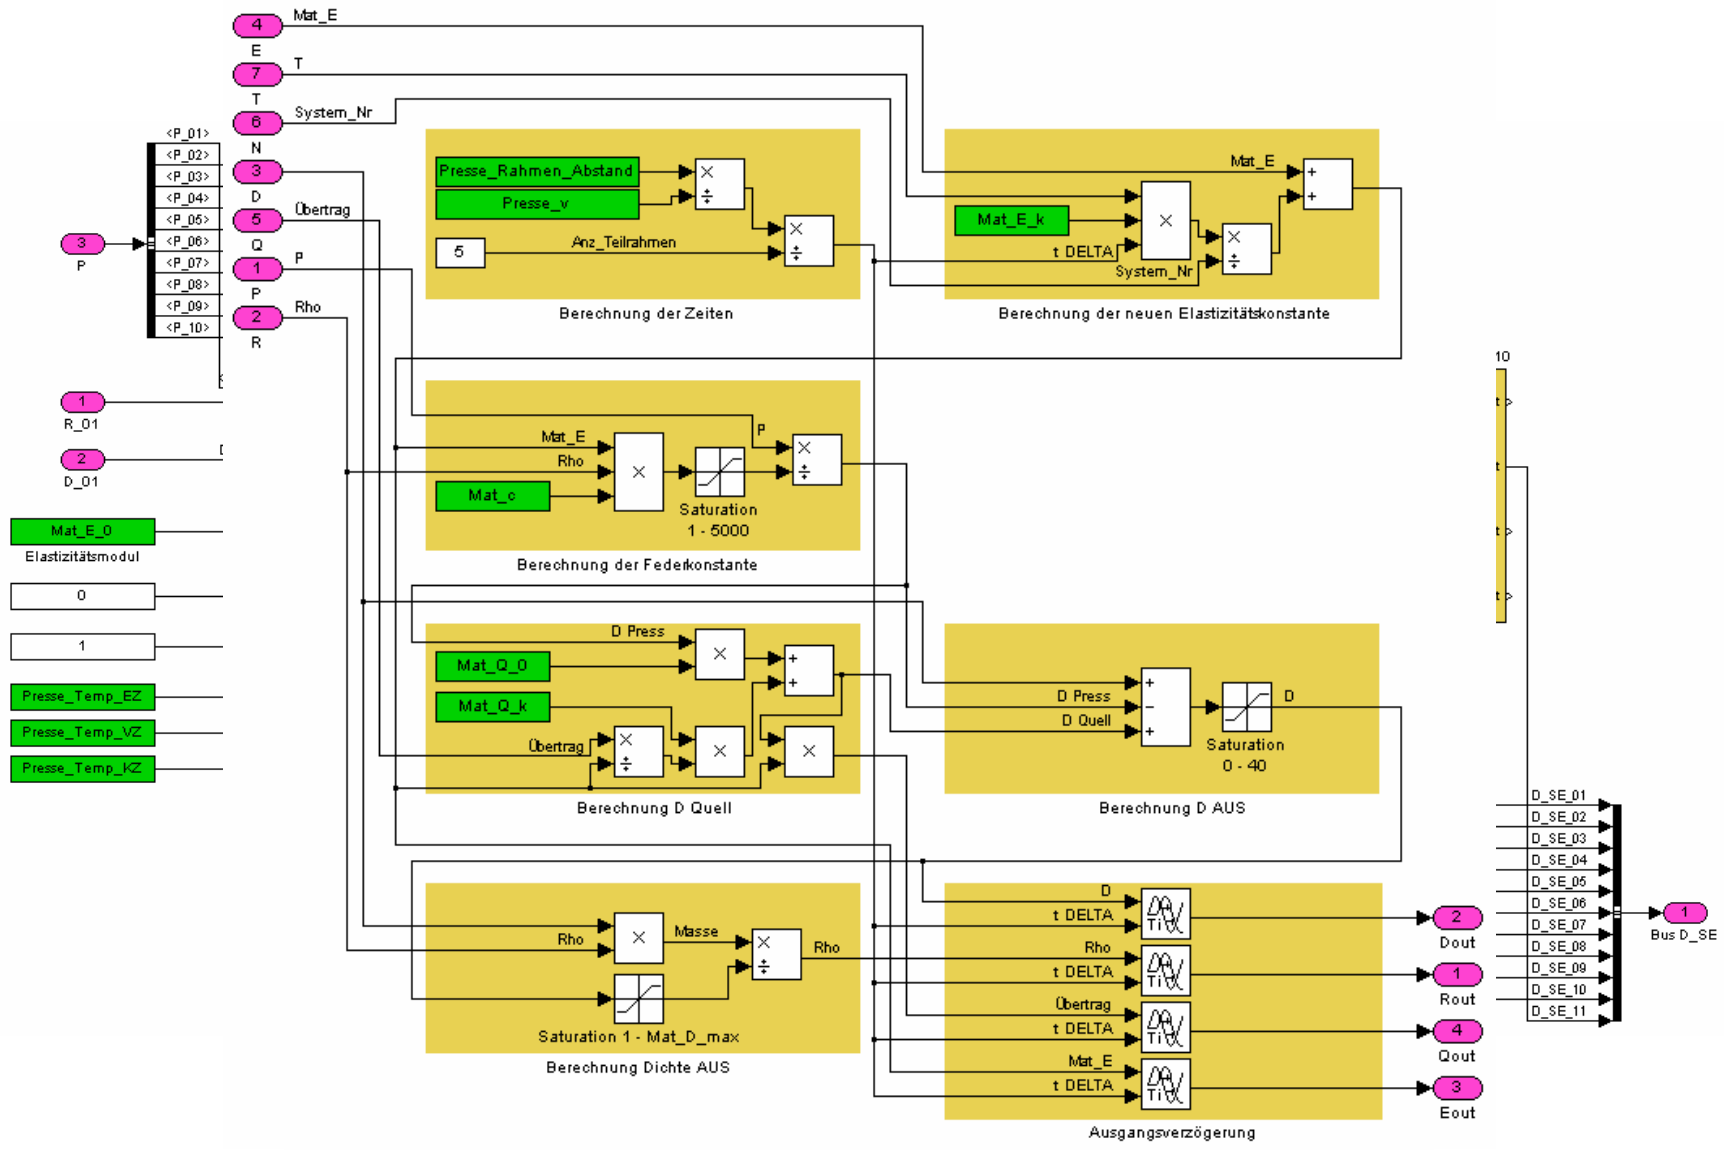 4
Mat_E
E
7
T
T
6
System_Nr
N
3
D
5
Übertrag
Q
1
P
P
2
Rho
R
<P_01>
<P_02>
<P_03>
<P_04>
<P_05>
<P_06>
<P_07>
<P_08>
<P_09>
<P_10>
3
P
1
R_01
2
D_01
Mat_E_0
Elastizitätsmodul
0
1
Presse_Temp_EZ
Presse_Temp_VZ
Presse_Temp_KZ
Presse_Rahmen_Abstand
Presse_v
×
÷
5
Anz_Teilrahmen
×
÷
Berechnung der Zeiten
Mat_E
+
+
Mat_E_k
×
t DELTA
System_Nr
×
÷
Berechnung der neuen Elastizitätskonstante
Mat_E
Rho
Mat_c
×
Saturation
1 - 5000
P
×
÷
Berechnung der Federkonstante
D Press
Mat_Q_0
×
+
+
Mat_Q_k
Übertrag
×
÷
×
×
Berechnung D Quell
+
D Press
−
D Quell
+
D
Saturation
0 - 40
Berechnung D AUS
Rho
×
Masse
×
÷
Rho
Saturation 1 - Mat_D_max
Berechnung Dichte AUS
D
t DELTA
Ti
Rho
t DELTA
Ti
Übertrag
t DELTA
Ti
Mat_E
t DELTA
Ti
Ausgangsverzögerung
2
Dout
1
Rout
4
Qout
3
Eout
10
t
t
t
t
D_SE_01
D_SE_02
D_SE_03
D_SE_04
D_SE_05
D_SE_06
D_SE_07
D_SE_08
D_SE_09
D_SE_10
D_SE_11
1
Bus D_SE